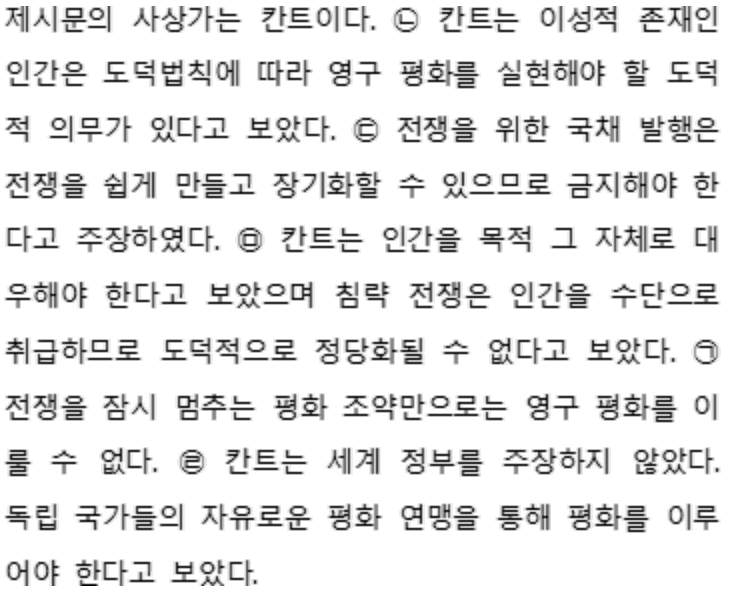 제시문의 사상가는 칸트이다. ㉡ 칸트는 이성적 존재인
인간은 도덕법칙에 따라 영구 평화를 실현해야 할 도덕
적 의무가 있다고 보았다. ㉢ 전쟁을 위한 국채 발행은
전쟁을 쉽게 만들고 장기화할 수 있으므로 금지해야 한
다고 주장하였다. ㉤ 칸트는 인간을 목적 그 자체로 대
우해야 한다고 보았으며 침략 전쟁은 인간을 수단으로
취급하므로 도덕적으로 정당화될 수 없다고 보았다. ㉠
전쟁을 잠시 멈추는 평화 조약만으로는 영구 평화를 이
룰 수 없다. ㉣ 칸트는 세계 정부를 주장하지 않았다.
독립 국가들의 자유로운 평화 연맹을 통해 평화를 이루
어야 한다고 보았다.